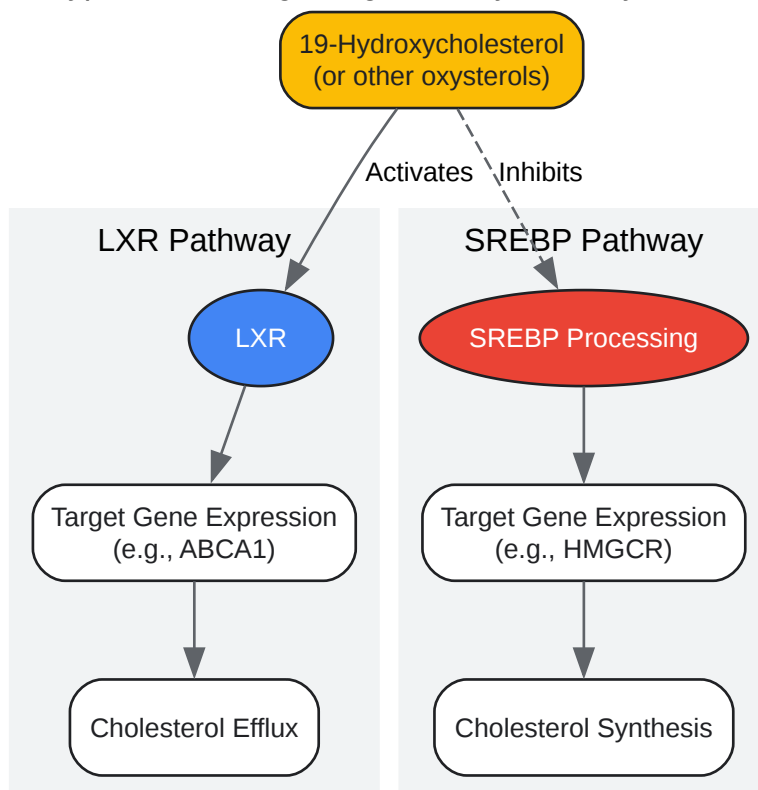 19-Hydroxycholesterol
(or other oxysterols)
Activates
Inhibits
LXR Pathway
SREBP Pathway
LXR
SREBP Processing
Target Gene Expression
(e.g., ABCA1)
Target Gene Expression
(e.g., HMGCR)
Cholesterol Efflux
Cholesterol Synthesis